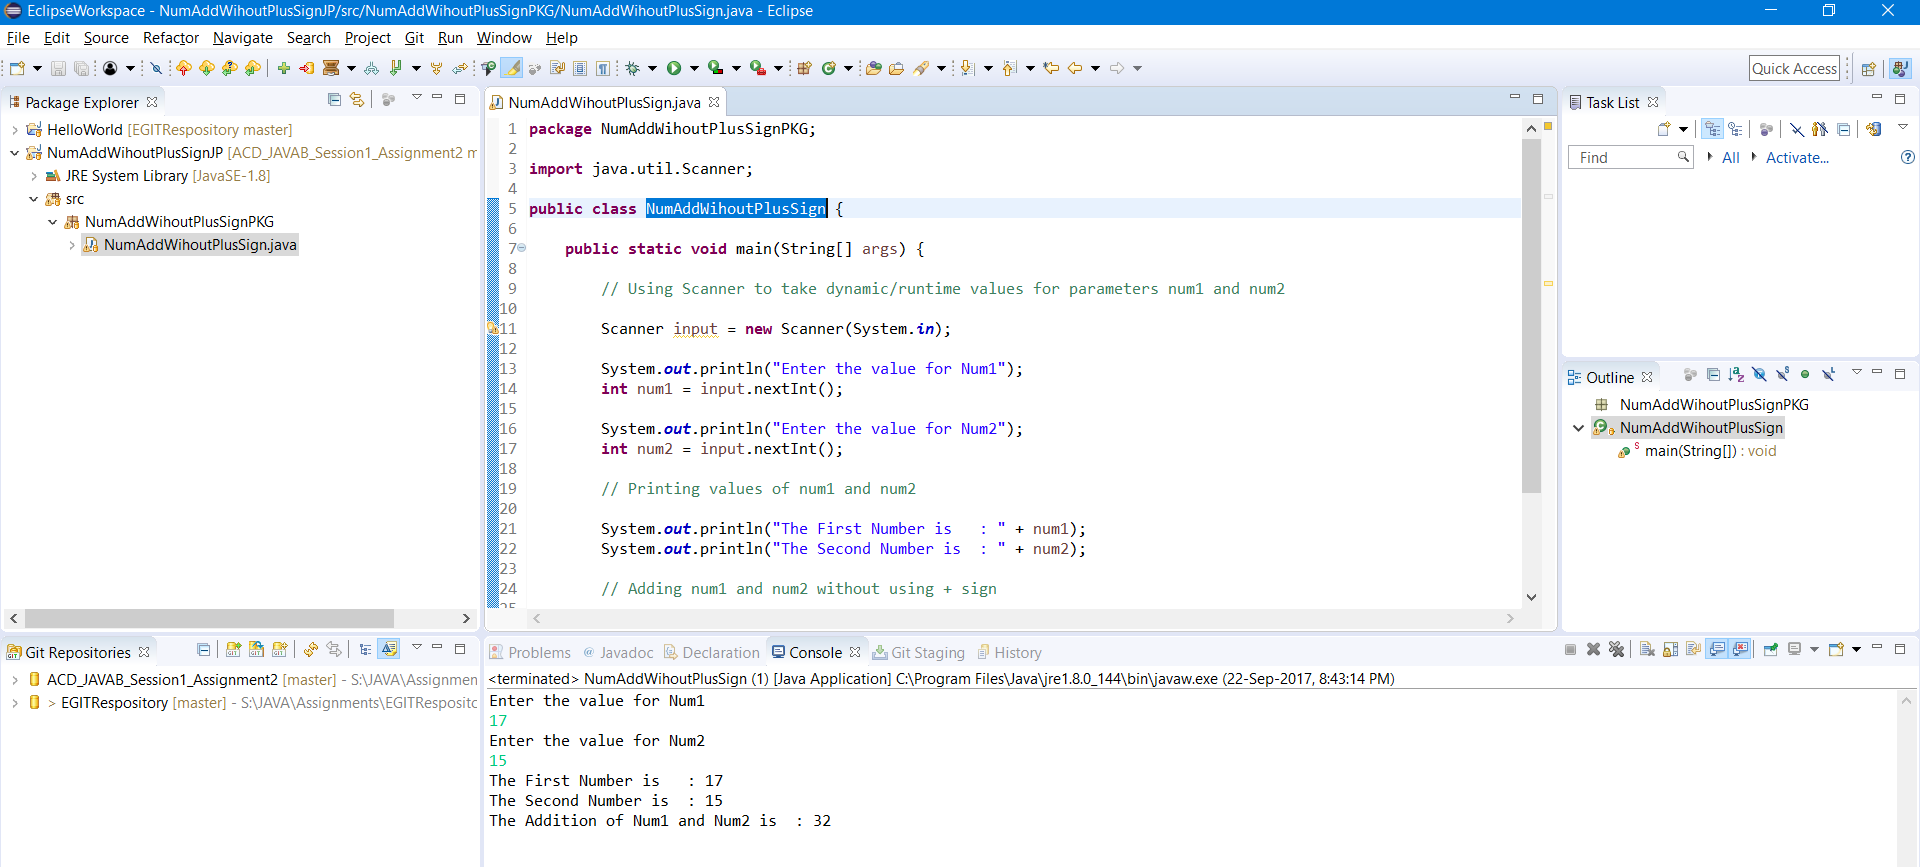 EclipseWorkspace - NumAddWihoutPlusSignJP/src/NumAddWihoutPlusSignPKG/NumAddWihoutPlusSign.java - Eclipse
File Edit Source Refactor Navigate Search Project Git Run Window Help
Quick Access
Package Explorer
HelloWorld [EGITRespository master]
NumAddWihoutPlusSignJP [ACD_JAVAB_Session1_Assignment2 m
JRE System Library [JavaSE-1.8]
src
NumAddWihoutPlusSignPKG
NumAddWihoutPlusSign.java
NumAddWihoutPlusSign.java
1 package NumAddWihoutPlusSignPKG;
2
3 import java.util.Scanner;
4
5 public class NumAddWihoutPlusSign {
6
7 public static void main(String[] args) {
8
9 // Using Scanner to take dynamic/runtime values for parameters num1 and num2
10
11 Scanner input = new Scanner(System.in);
12
13 System.out.println("Enter the value for Num1");
14 int num1 = input.nextInt();
15
16 System.out.println("Enter the value for Num2");
17 int num2 = input.nextInt();
18
19 // Printing values of num1 and num2
20
21 System.out.println("The First Number is   : " + num1);
22 System.out.println("The Second Number is  : " + num2);
23
24 // Adding num1 and num2 without using + sign
25
Task List
Find All Activate...
Outline
NumAddWihoutPlusSignPKG
NumAddWihoutPlusSign
main(String[]) : void
Git Repositories
ACD_JAVAB_Session1_Assignment2 [master] - S:\JAVA\Assignmen
> EGITRespository [master] - S:\JAVA\Assignments\EGITRespositc
Problems Javadoc Declaration Console Git Staging History
<terminated> NumAddWihoutPlusSign (1) [Java Application] C:\Program Files\Java\jre1.8.0_144\bin\javaw.exe (22-Sep-2017, 8:43:14 PM)
Enter the value for Num1
17
Enter the value for Num2
15
The First Number is   : 17
The Second Number is  : 15
The Addition of Num1 and Num2 is  : 32